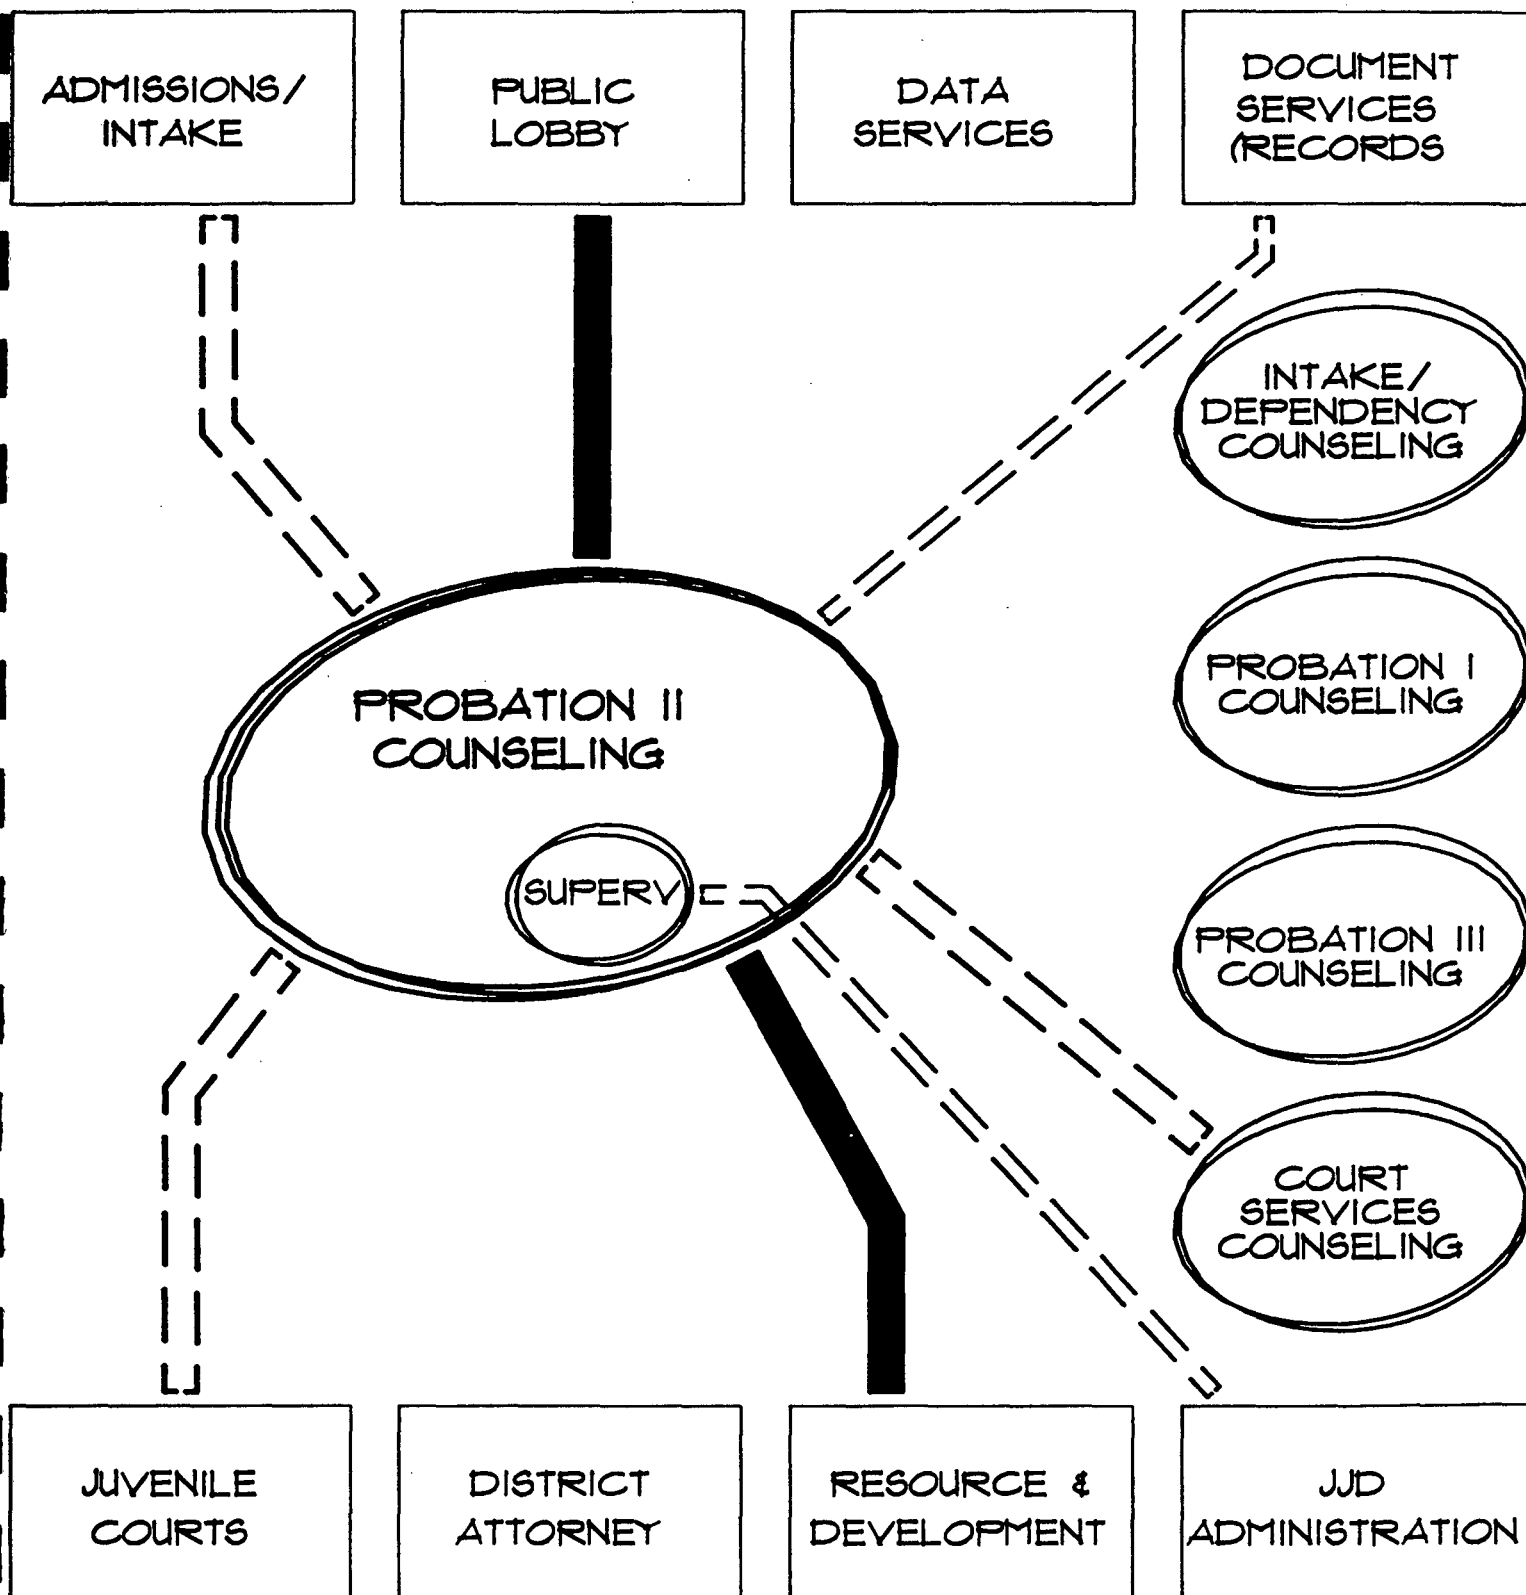 ADMISSIONS/
INTAKE
PUBLIC
LOBBY
DATA
SERVICES
DOCUMENT
SERVICES
(RECORDS
INTAKE/
DEPENDENCY
COUNSELING
PROBATION I
COUNSELING
PROBATION II
COUNSELING
SUPERV
PROBATION III
COUNSELING
COURT
SERVICES
COUNSELING
JUVENILE
COURTS
DISTRICT
ATTORNEY
RESOURCE &
DEVELOPMENT
JJD
ADMINISTRATION